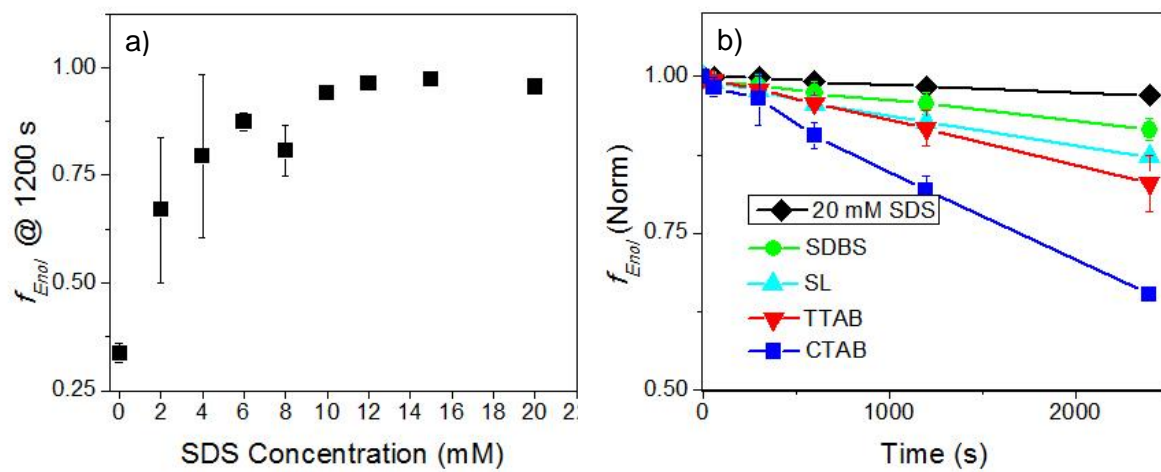 a)
f_Enol @ 1200 s
1.00
0.75
0.50
0.25
0 2 4 6 8 10 12 14 16 18 20
SDS Concentration (mM)
b)
f_Enol (Norm)
1.00
0.75
0.50
20 mM SDS
SDBS
SL
TTAB
CTAB
0 1000 2000
Time (s)